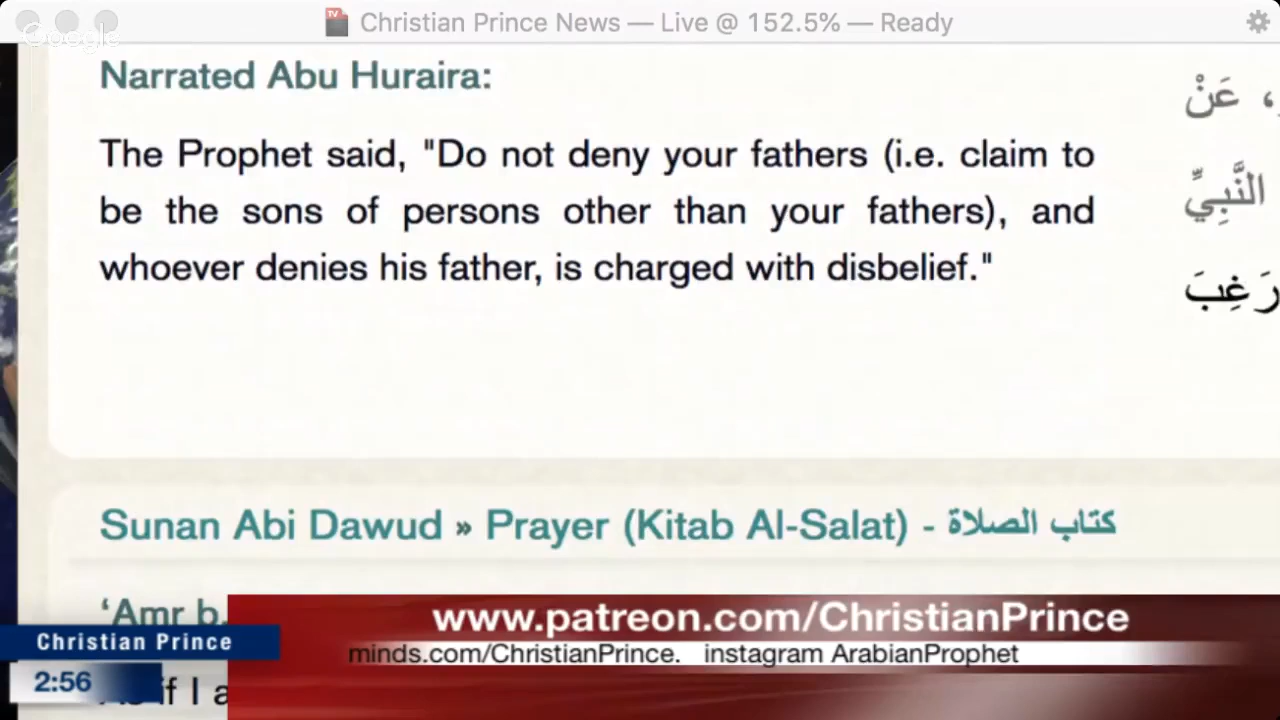 Christian Prince News — Live @ 152.5% — Ready
Google
Narrated Abu Huraira:
The Prophet said, "Do not deny your fathers (i.e. claim to
be the sons of persons other than your fathers), and
whoever denies his father, is charged with disbelief."
عَنْ
النَّبِيِّ
رَغِبَ
Sunan Abi Dawud » Prayer (Kitab Al-Salat) - كتاب الصلاة
‘Amr b.
if I a
www.patreon.com/ChristianPrince
minds.com/ChristianPrince. instagram ArabianProphet
Christian Prince
2:56